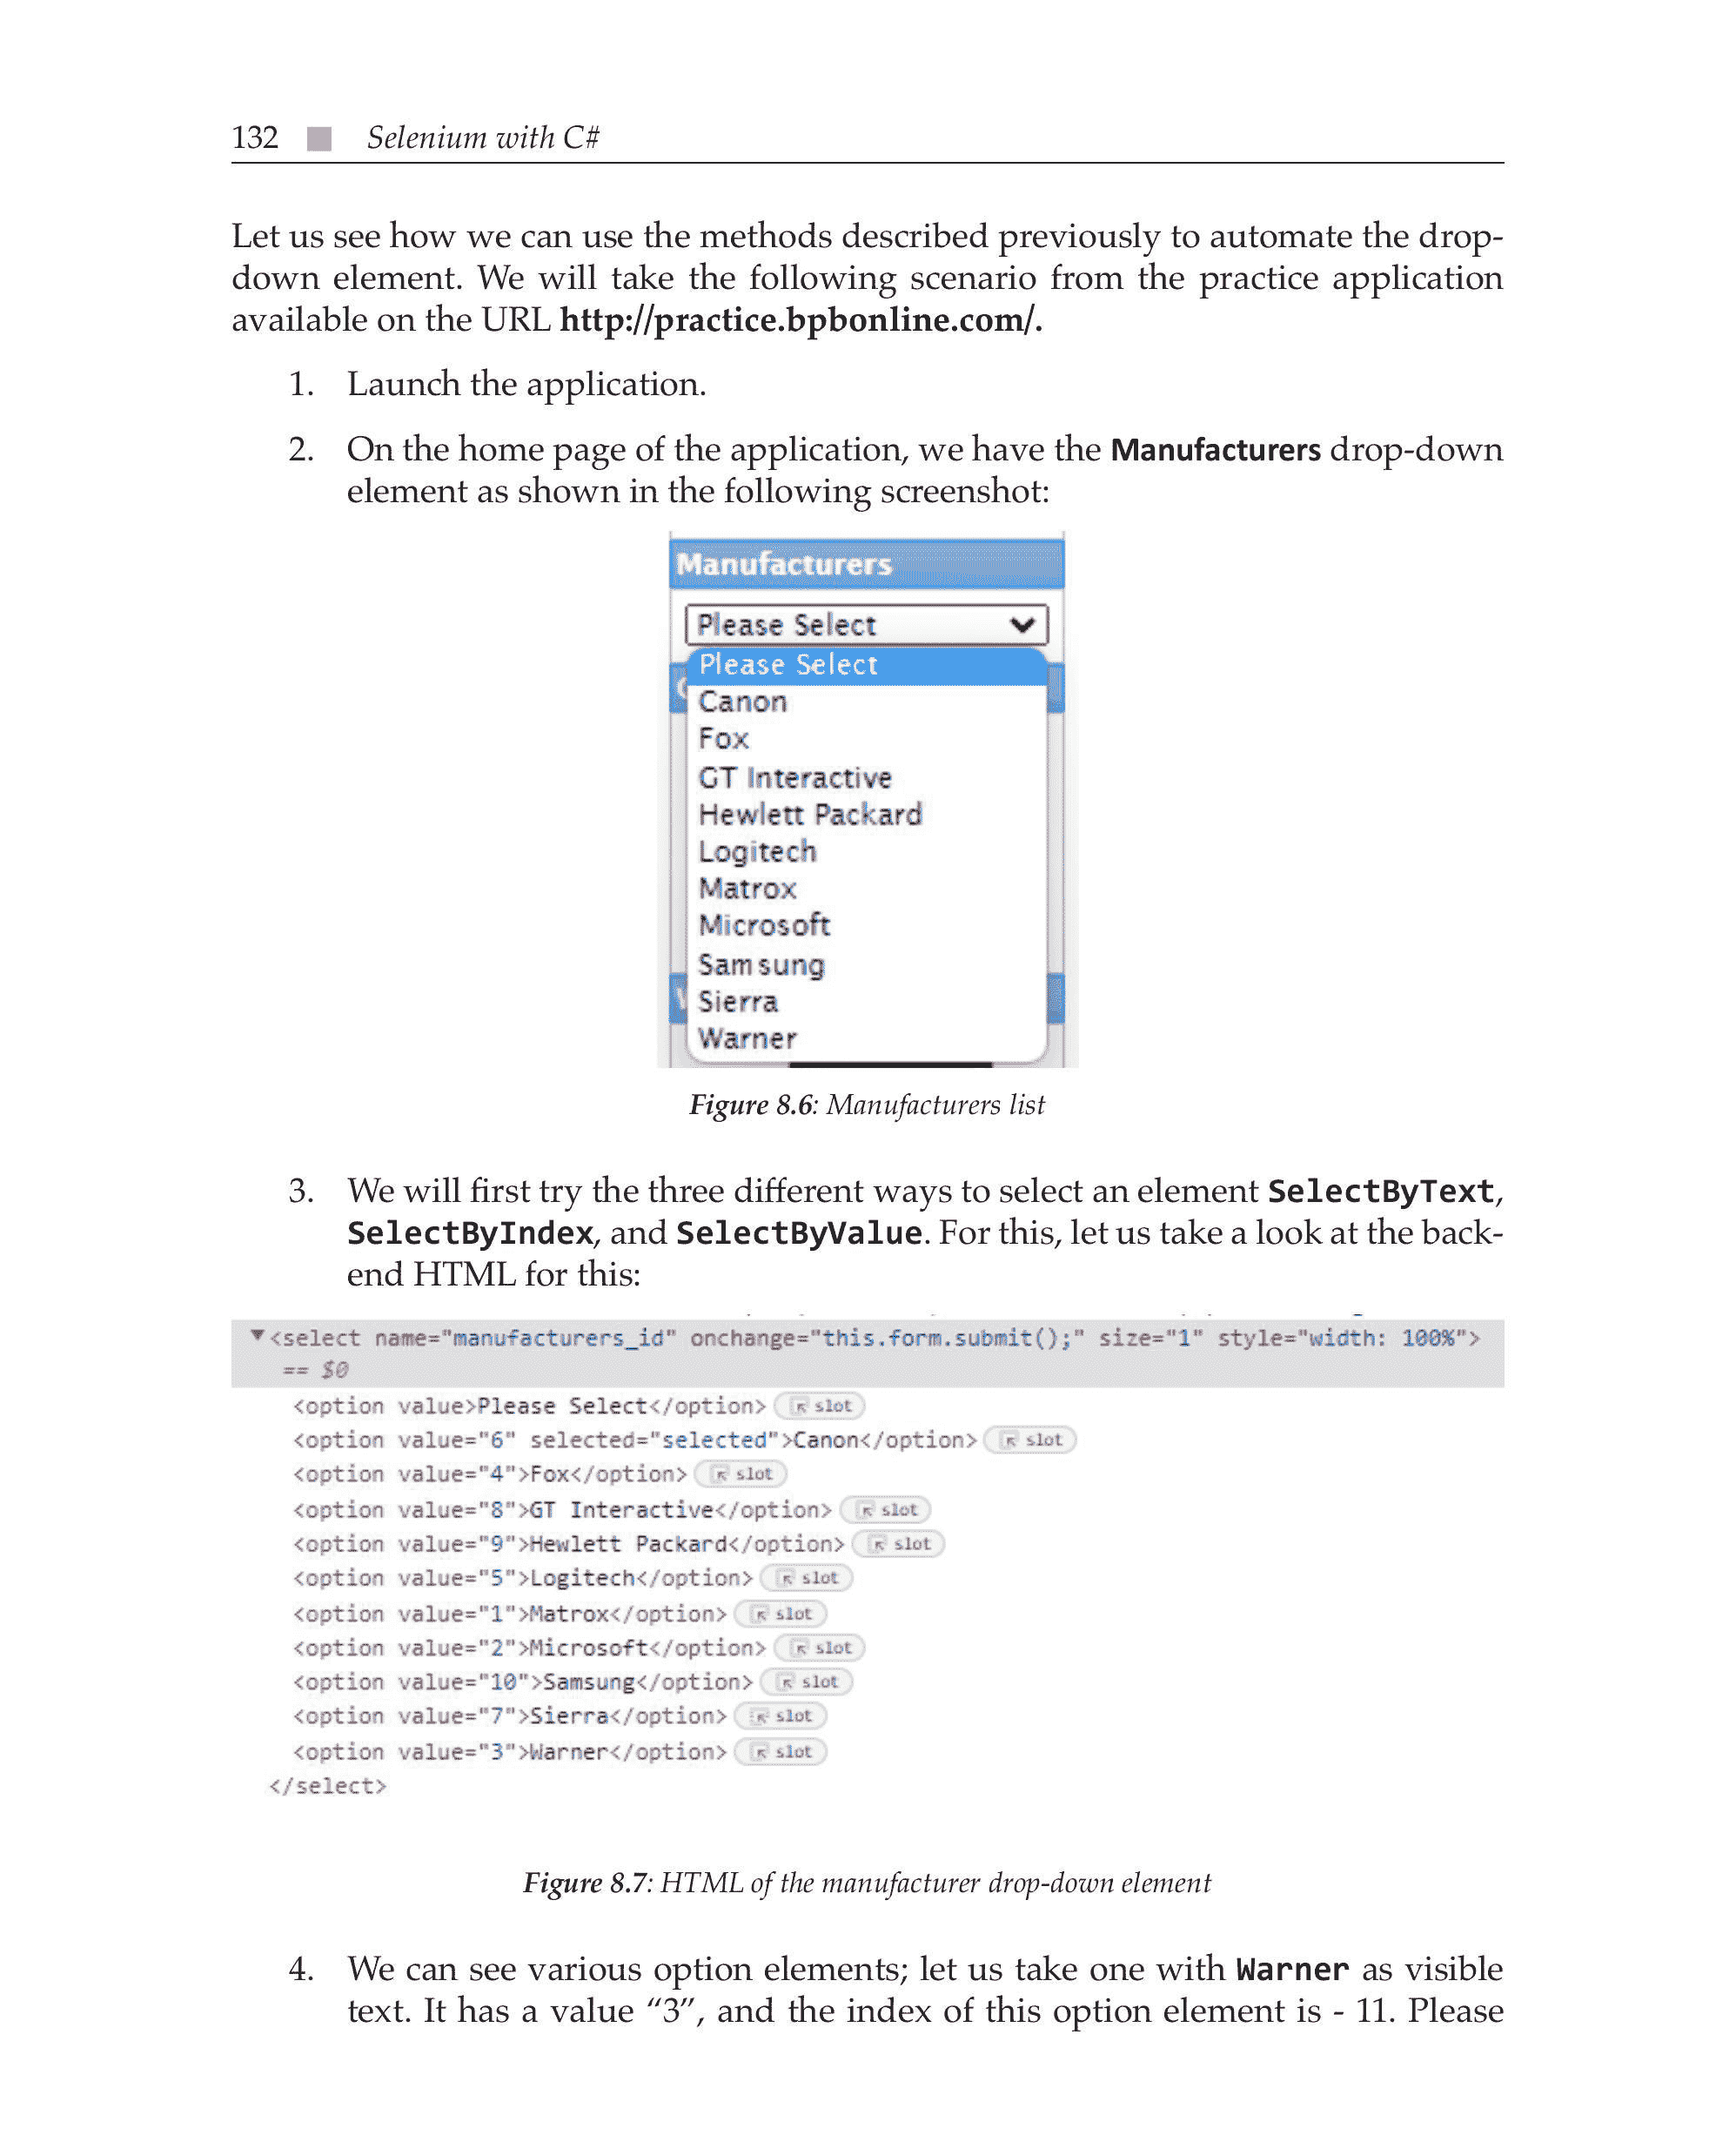 132 Selenium with C#
Let us see how we can use the methods described previously to automate the drop-
down element. We will take the following scenario from the practice application
available on the URL http://practice.bpbonline.com/.
1. Launch the application.
2. On the home page of the application, we have the Manufacturers drop-down
element as shown in the following screenshot:
Manufacturers
Please Select
Please Select
Canon
Fox
GT Interactive
Hewlett Packard
Logitech
Matrox
Microsoft
Samsung
Sierra
Warner
Figure 8.6: Manufacturers list
3. We will first try the three different ways to select an element SelectByText,
SelectByIndex, and SelectByValue. For this, let us take a look at the back-
end HTML for this:
▼<select name="manufacturers_id" onchange="this.form.submit();" size="1" style="width: 100%">
== $0
<option value>Please Select</option> slot
<option value="6" selected="selected">Canon</option> slot
<option value="4">Fox</option> slot
<option value="8">GT Interactive</option> slot
<option value="9">Hewlett Packard</option> slot
<option value="5">Logitech</option> slot
<option value="1">Matrox</option> slot
<option value="2">Microsoft</option> slot
<option value="10">Samsung</option> slot
<option value="7">Sierra</option> slot
<option value="3">Warner</option> slot
</select>
Figure 8.7: HTML of the manufacturer drop-down element
4. We can see various option elements; let us take one with Warner as visible
text. It has a value “3”, and the index of this option element is - 11. Please